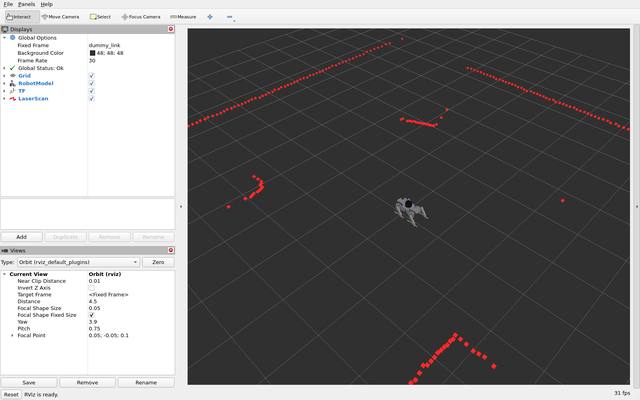 File Panels Help
Interact Move Camera Select Focus Camera Measure
Displays
Global Options
Fixed Frame dummy_link
Background Color 48; 48; 48
Frame Rate 30
Global Status: Ok
Grid
RobotModel
TF
LaserScan
Add Duplicate Remove Rename
Views
Type: Orbit (rviz_default_plugins) Zero
Current View Orbit (rviz)
Near Clip Distance 0.01
Invert Z Axis
Target Frame <Fixed Frame>
Distance 4.5
Focal Shape Size 0.05
Focal Shape Fixed Size
Yaw 3.9
Pitch 0.75
Focal Point 0.05; -0.05; 0.1
Save Remove Rename
Reset RViz is ready. 31 fps